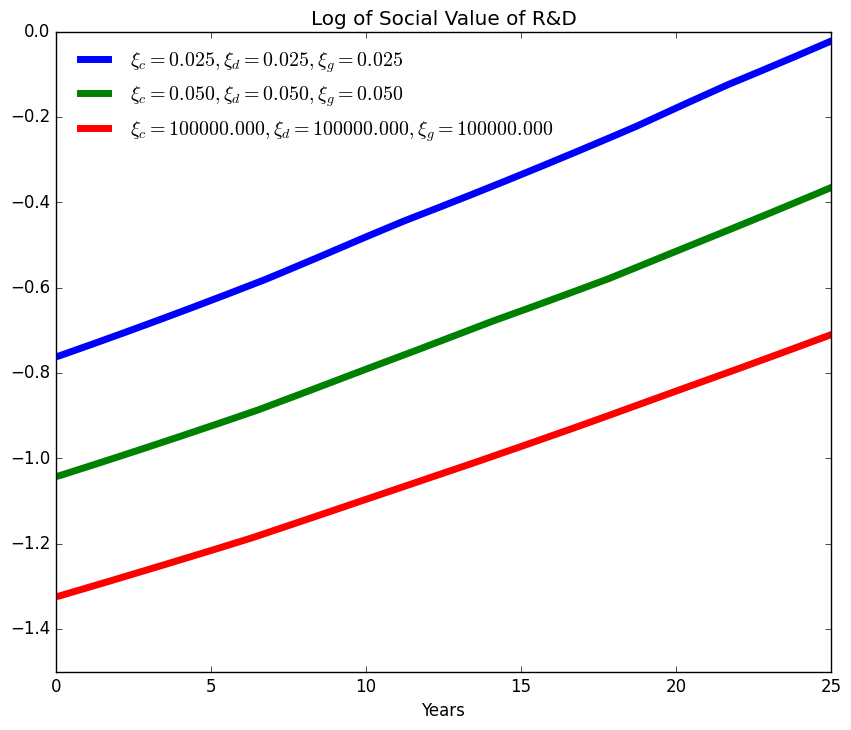 Log of Social Value of R&D
ξc = 0.025, ξd = 0.025, ξg = 0.025
ξc = 0.050, ξd = 0.050, ξg = 0.050
ξc = 100000.000, ξd = 100000.000, ξg = 100000.000
0.0
−0.2
−0.4
−0.6
−0.8
−1.0
−1.2
−1.4
0 5 10 15 20 25
Years